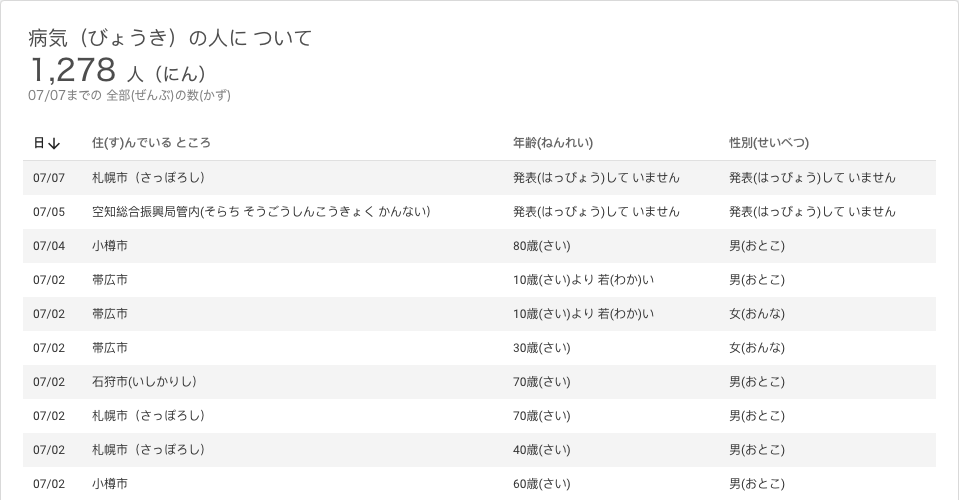 病気（びょうき）の人に ついて
1,278 人（にん）
07/07までの 全部(ぜんぶ)の数(かず)
日↓ 住(す)んでいる ところ 年齢(ねんれい) 性別(せいべつ)
07/07 札幌市（さっぽろし） 発表(はっぴょう)して いません 発表(はっぴょう)して いません
07/05 空知総合振興局管内(そらち そうごうしんこうきょく かんない） 発表(はっぴょう)して いません 発表(はっぴょう)して いません
07/04 小樽市 80歳(さい) 男(おとこ)
07/02 帯広市 10歳(さい)より 若(わか)い 男(おとこ)
07/02 帯広市 10歳(さい)より 若(わか)い 女(おんな)
07/02 帯広市 30歳(さい) 女(おんな)
07/02 石狩市(いしかりし） 70歳(さい) 男(おとこ)
07/02 札幌市（さっぽろし） 70歳(さい) 男(おとこ)
07/02 札幌市（さっぽろし） 40歳(さい) 男(おとこ)
07/02 小樽市 60歳(さい) 男(おとこ)